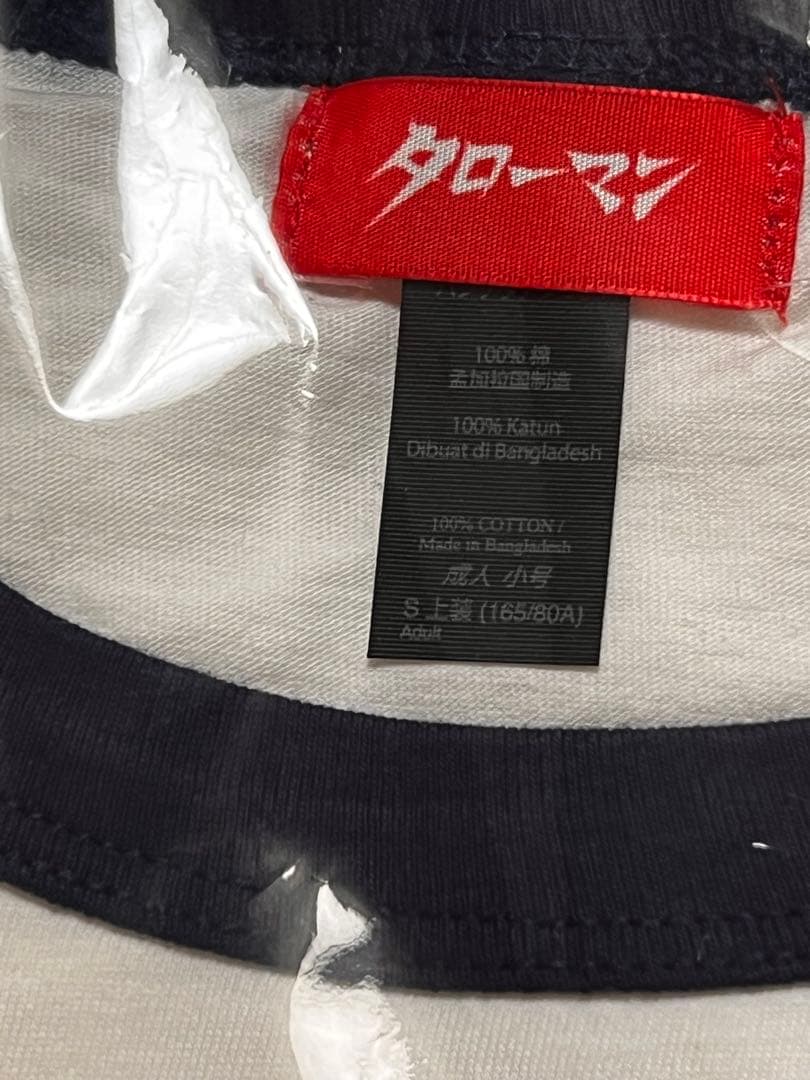 タローマン
100% 棉
孟加拉国制造
100% Katun
Dibuat di Bangladesh
100% COTTON /
Made in Bangladesh
成人 小号
S 上装 (165/80A)
Adult